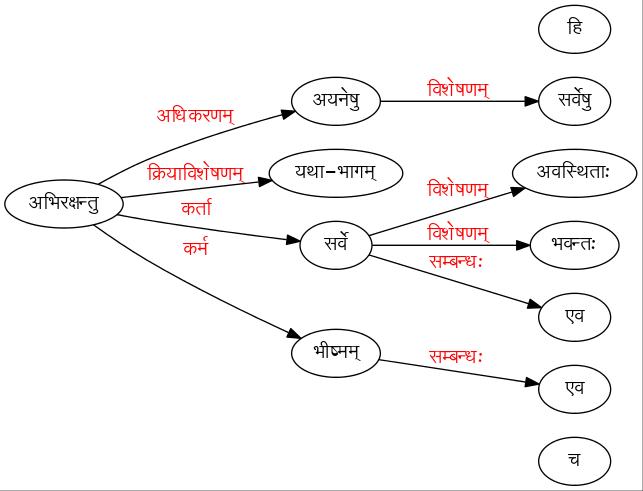 हि
अयनेषु
विशेषणम्
सर्वेषु
अधिकरणम्
क्रियाविशेषणम्
यथा-भागम्
विशेषणम्
अवस्थिताः
अभिरक्षन्तु
कर्ता
सर्वे
विशेषणम्
भवन्तः
सम्बन्धः
कर्म
एव
भीष्मम्
सम्बन्धः
एव
च